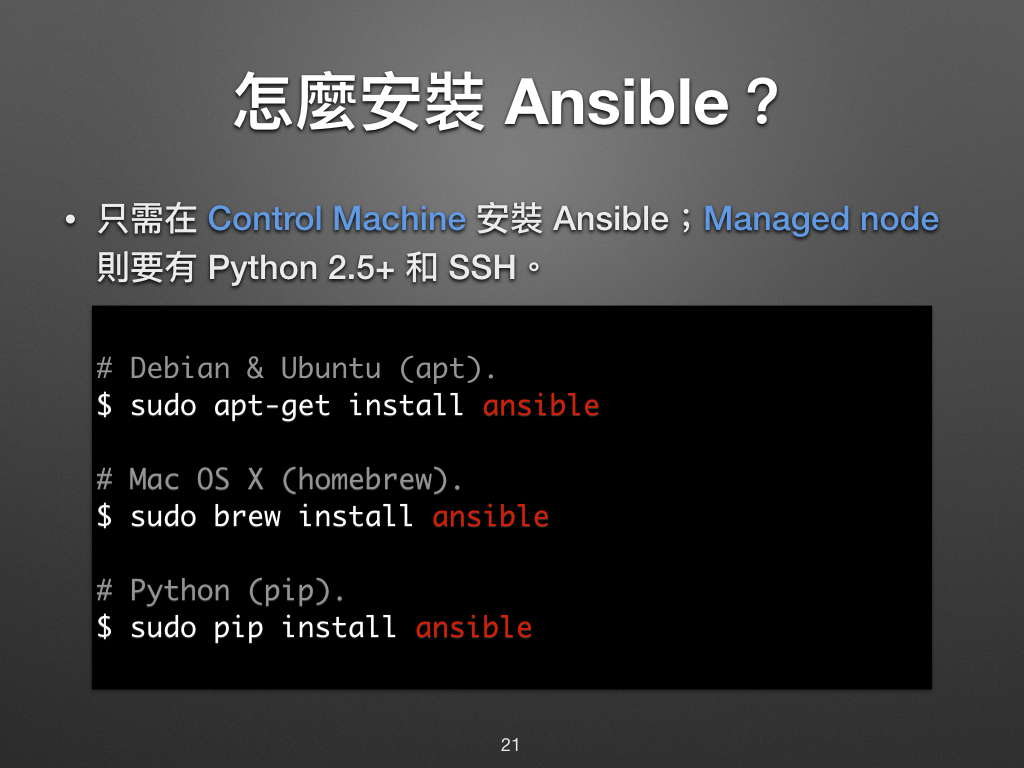 怎麼安裝 Ansible？
• 只需在 Control Machine 安裝 Ansible；Managed node
則要有 Python 2.5+ 和 SSH。
# Debian & Ubuntu (apt).
$ sudo apt-get install ansible
# Mac OS X (homebrew).
$ sudo brew install ansible
# Python (pip).
$ sudo pip install ansible
21